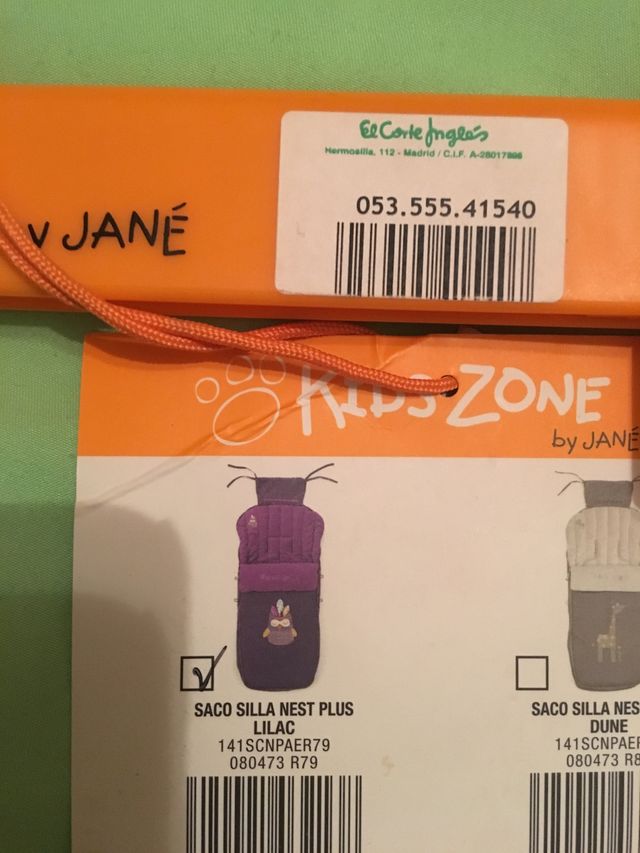 El Corte Inglés
Hermosilla, 112 - Madrid / C.I.F. A-28017895
053.555.41540
JANÉ
KIDS ZONE
by JANÉ
SACO SILLA NEST PLUS
LILAC
141SCNPAER79
080473 R79
SACO SILLA NES
DUNE
141SCNPAER
080473 R8